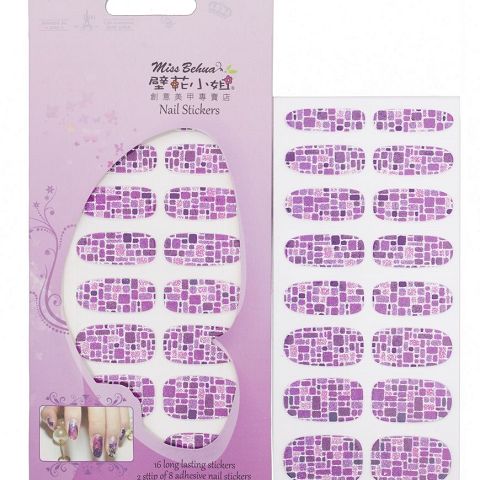 Miss Behua
壁花小姐
創意美甲專賣店
Nail Stickers
16 long lasting stickers
2 sttip of 8 adhesive nail stickers